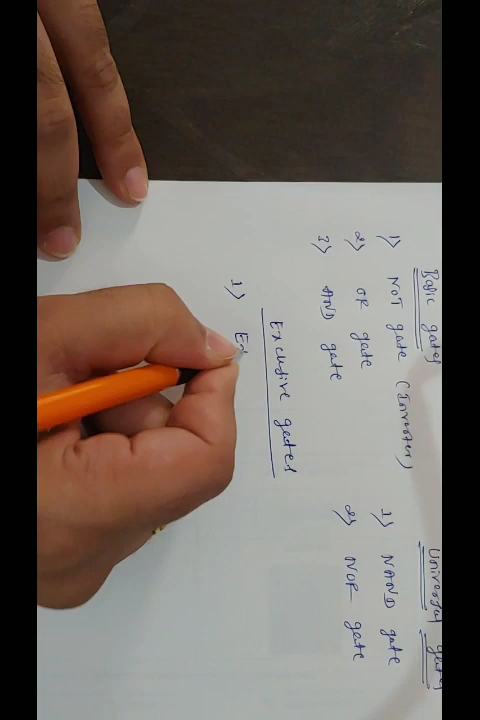 Basic gates
1) NOT gate (Inverter)
2) OR gate
3) AND gate
Universal gates
1) NAND gate
2) NOR gate
Exclusive gates
1) Ex